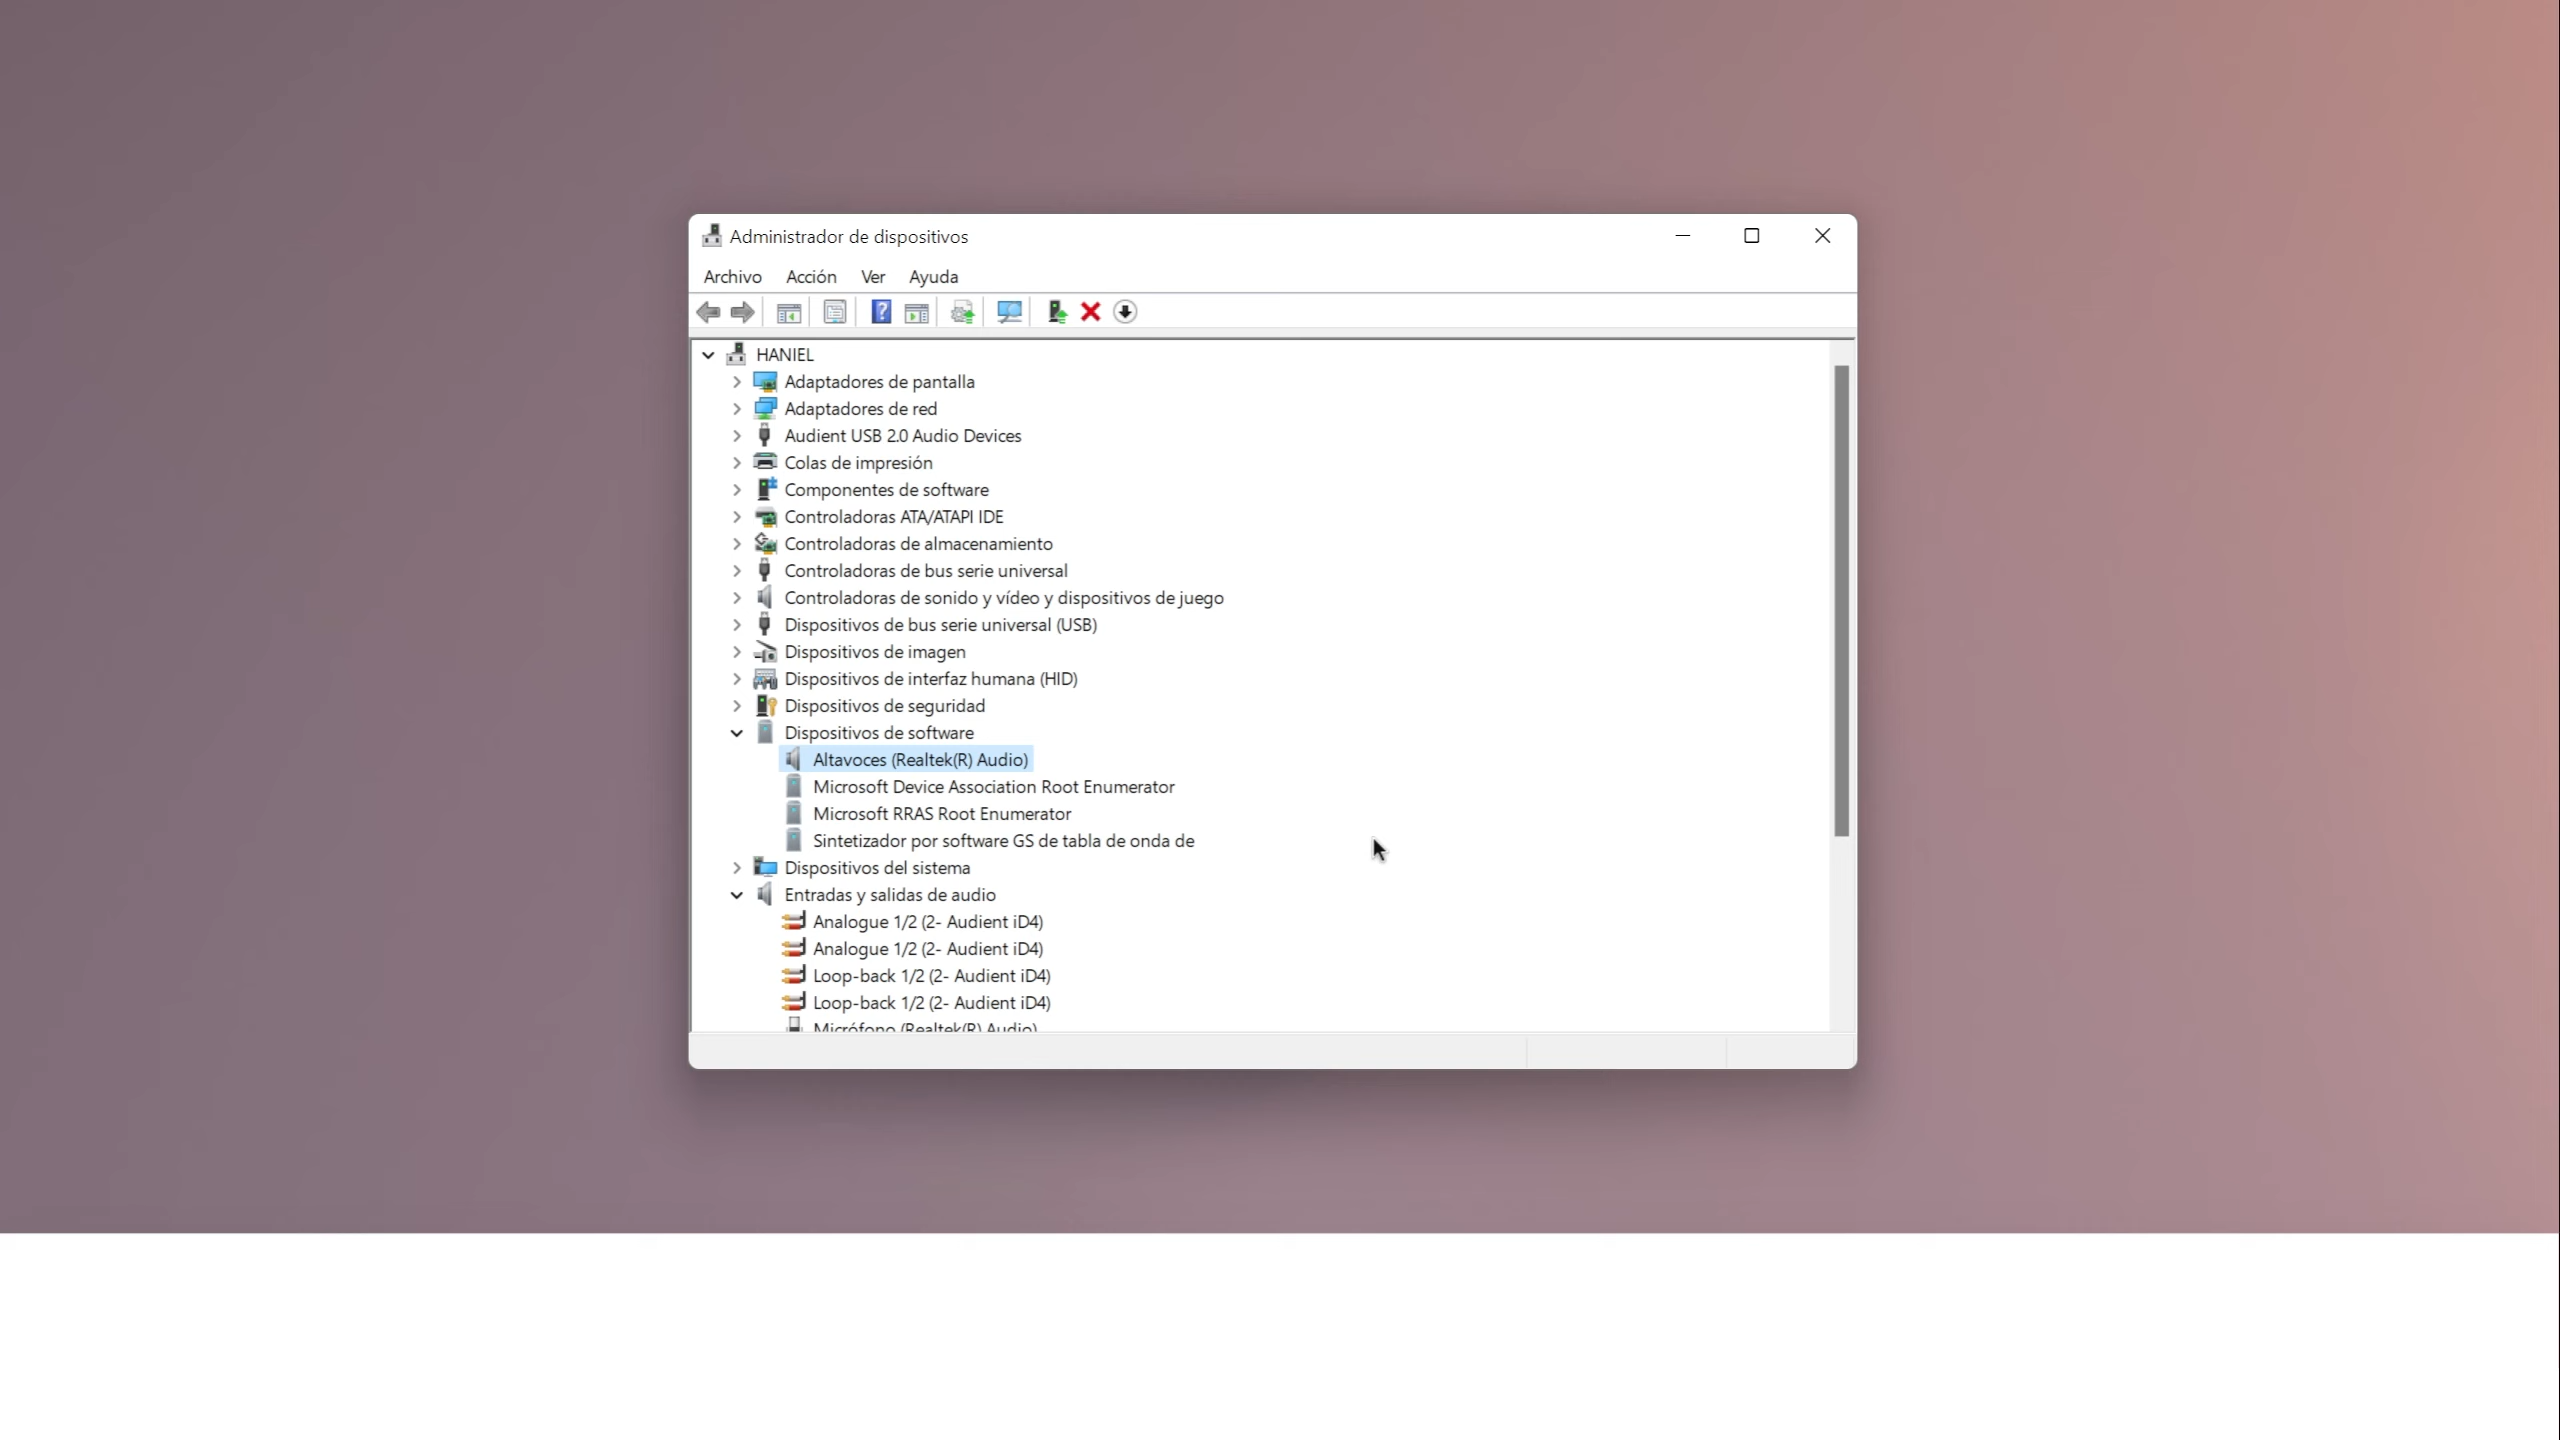 Administrador de dispositivos
Archivo Acción Ver Ayuda
HANIEL
Adaptadores de pantalla
Adaptadores de red
Audient USB 2.0 Audio Devices
Colas de impresión
Componentes de software
Controladoras ATA/ATAPI IDE
Controladoras de almacenamiento
Controladoras de bus serie universal
Controladoras de sonido y vídeo y dispositivos de juego
Dispositivos de bus serie universal (USB)
Dispositivos de imagen
Dispositivos de interfaz humana (HID)
Dispositivos de seguridad
Dispositivos de software
Altavoces (Realtek(R) Audio)
Microsoft Device Association Root Enumerator
Microsoft RRAS Root Enumerator
Sintetizador por software GS de tabla de onda de
Dispositivos del sistema
Entradas y salidas de audio
Analogue 1/2 (2- Audient iD4)
Analogue 1/2 (2- Audient iD4)
Loop-back 1/2 (2- Audient iD4)
Loop-back 1/2 (2- Audient iD4)
Micrófono (Realtek(R) Audio)